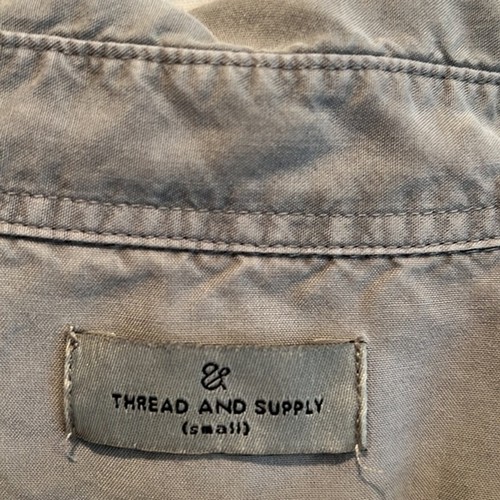 &
THREAD AND SUPPLY
(small)